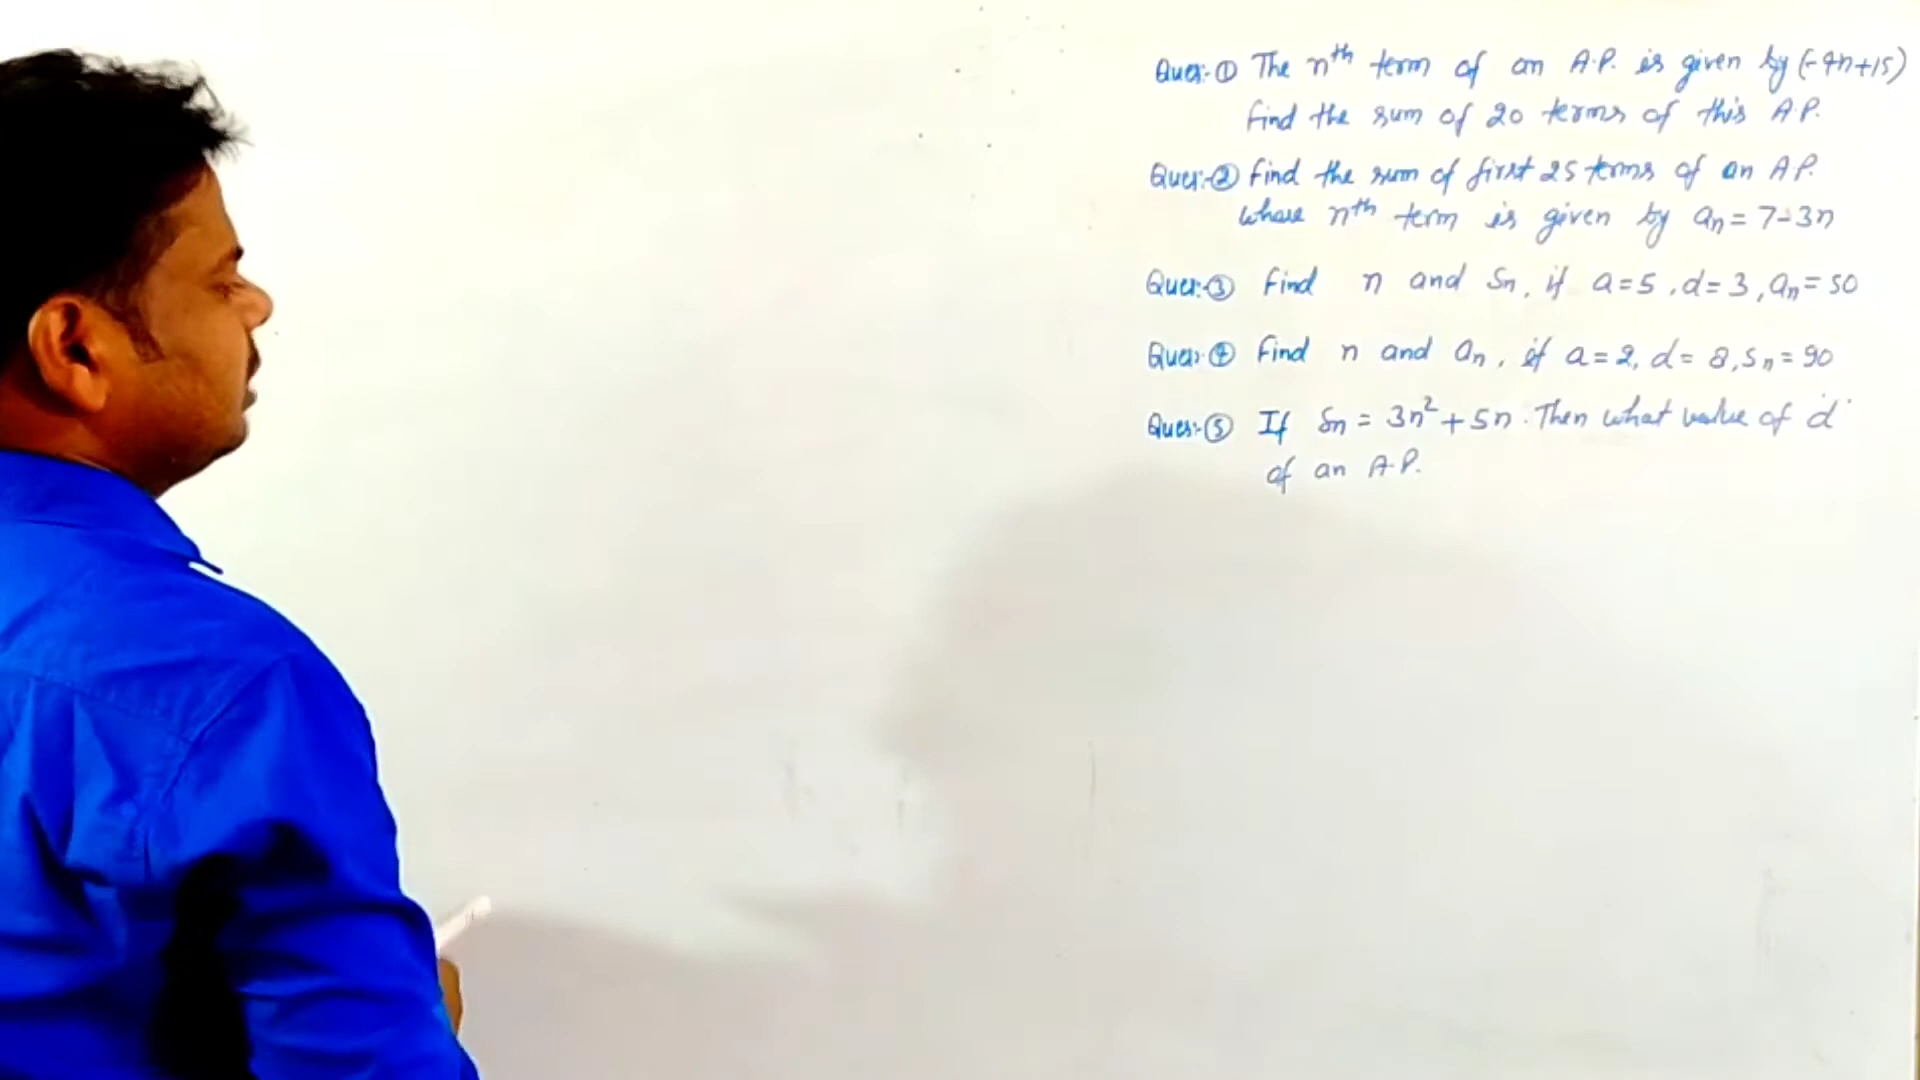 Ques:-① The nth term of an A.P. is given by (-4n+15)
find the sum of 20 terms of this A.P.
Ques:-② find the sum of first 25 terms of an A.P.
whose nth term is given by an = 7-3n
Ques:-③ find n and Sn, if a=5, d=3, an=50
Ques:-④ find n and an, if a=2, d=8, Sn=90
Ques:-⑤ If Sn = 3n²+5n. Then what value of 'd'
of an A.P.